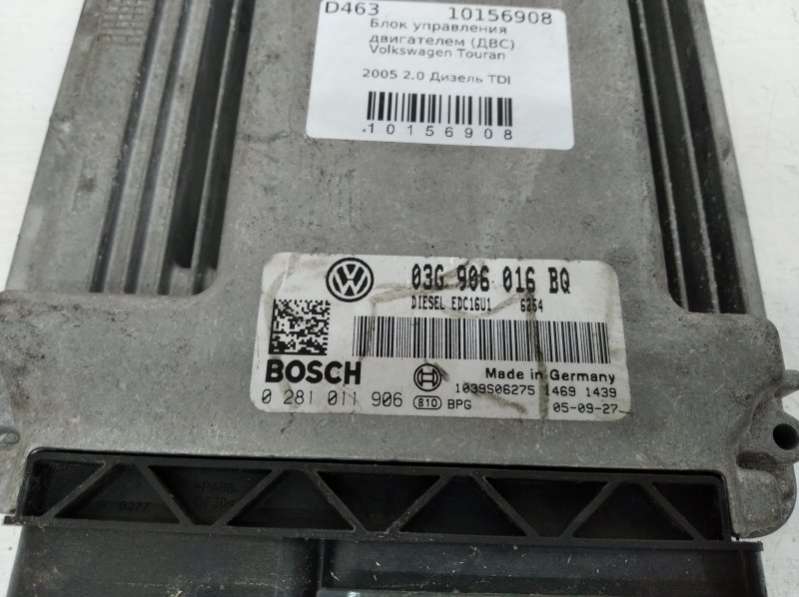 D463 10156908
Блок управления
двигателем (ДВС)
Volkswagen Touran
2005 2.0 Дизель TDI
10156908
VW 03G 906 016 BQ
DIESEL EDC16U1 6254
BOSCH
Made in Germany
1039S06275 1469 1439
0 281 011 906 810 BPG 05-09-27